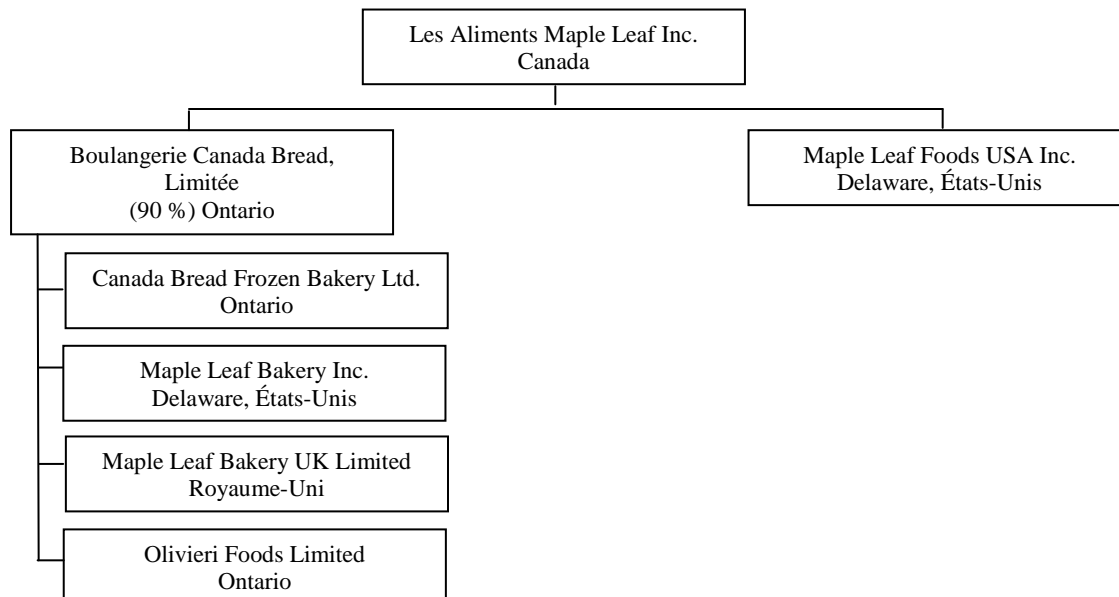 Les Aliments Maple Leaf Inc.
Canada
Boulangerie Canada Bread,
Limitée
(90 %) Ontario
Maple Leaf Foods USA Inc.
Delaware, États-Unis
Canada Bread Frozen Bakery Ltd.
Ontario
Maple Leaf Bakery Inc.
Delaware, États-Unis
Maple Leaf Bakery UK Limited
Royaume-Uni
Olivieri Foods Limited
Ontario